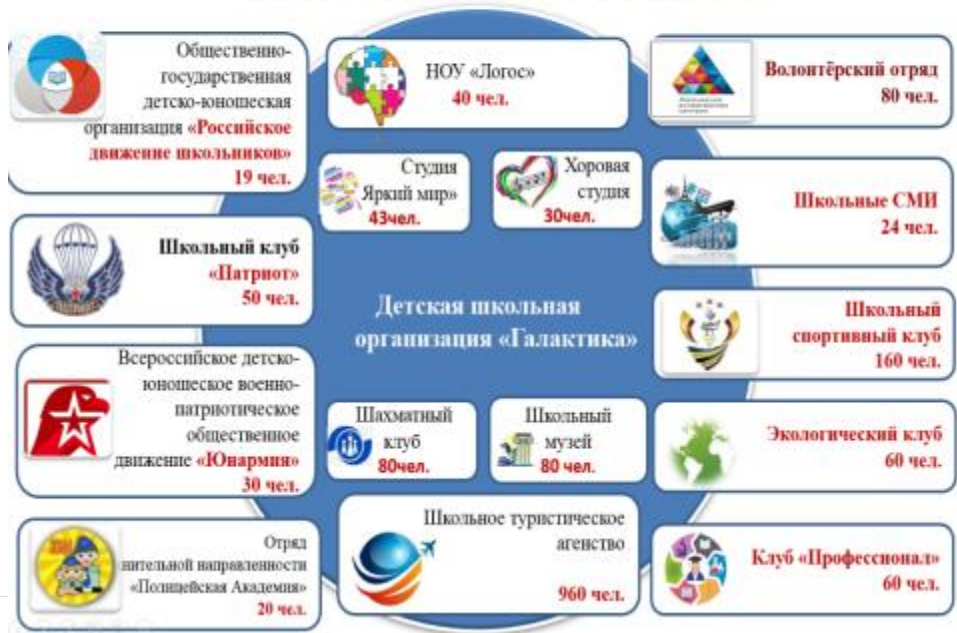 Общественно-
государственная
детско-юношеская
организация «Российское
движение школьников»
19 чел.
НОУ «Логос»
40 чел.
Волонтёрский отряд
80 чел.
Студия
Яркий мир»
43чел.
Хоровая
студия
30чел.
Школьные СМИ
24 чел.
Школьный клуб
«Патриот»
50 чел.
Детская школьная
организация «Галактика»
Школьный
спортивный клуб
160 чел.
Всероссийское детско-
юношеское военно-
патриотическое
общественное
движение «Юнармия»
30 чел.
Шахматный
клуб
80чел.
Школьный
музей
80 чел.
Экологический клуб
60 чел.
Отряд
нительной направленности
«Полицейская Академия»
20 чел.
Школьное туристическое
агенство
960 чел.
Клуб «Профессионал»
60 чел.